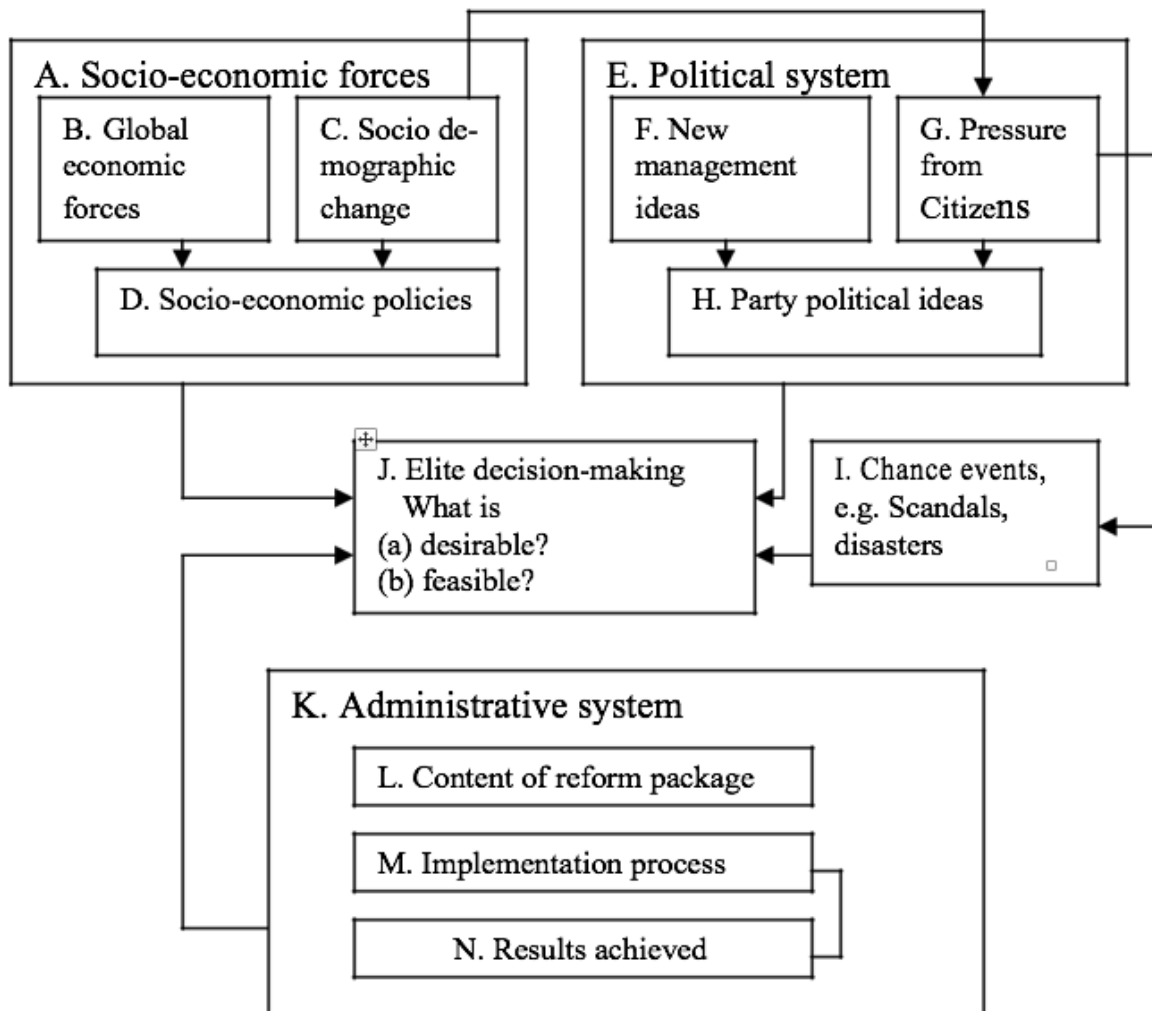 A. Socio-economic forces
B. Global
economic
forces
C. Socio de-
mographic
change
D. Socio-economic policies
E. Political system
F. New
management
ideas
G. Pressure
from
Citizens
H. Party political ideas
J. Elite decision-making
What is
(a) desirable?
(b) feasible?
I. Chance events,
e.g. Scandals,
disasters
K. Administrative system
L. Content of reform package
M. Implementation process
N. Results achieved